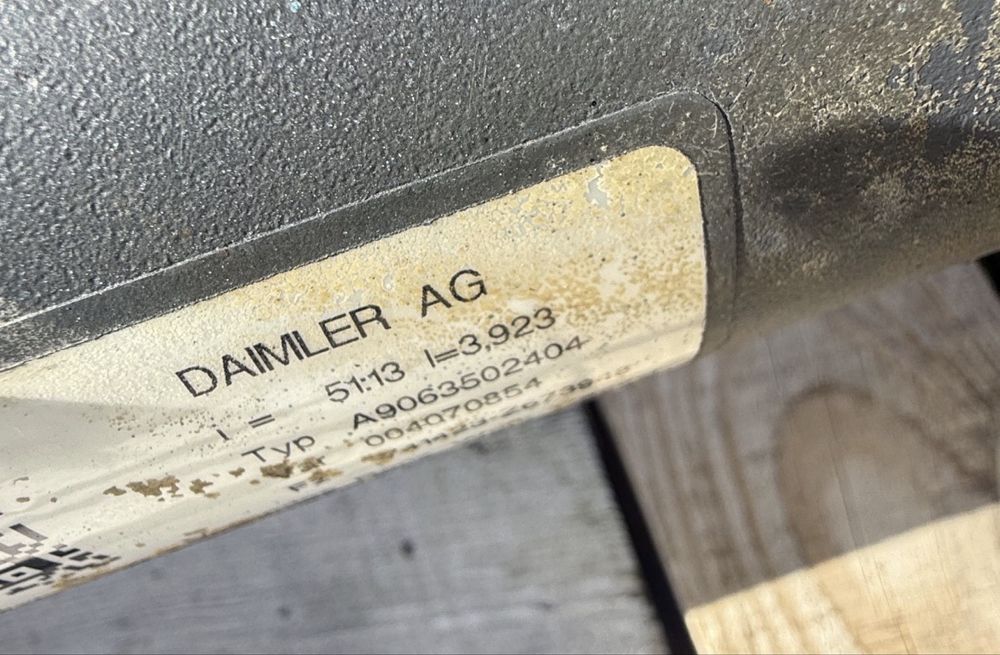 DAIMLER AG
i = 51:13 I=3,923
Typ A9063502404
004070854